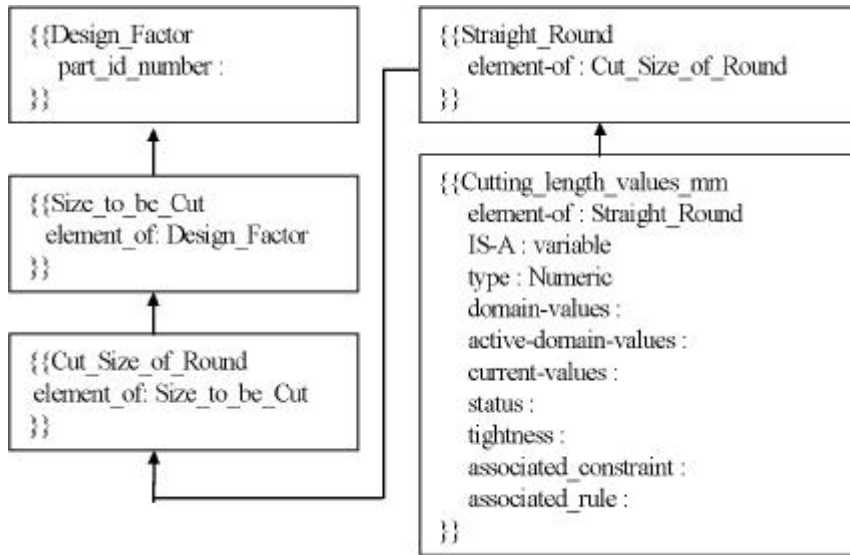 {{Design_Factor
part_id_number :
}}
{{Size_to_be_Cut
element_of: Design_Factor
}}
{{Cut_Size_of_Round
element_of: Size_to_be_Cut
}}
{{Straight_Round
element-of : Cut_Size_of_Round
}}
{{Cutting_length_values_mm
element-of : Straight_Round
IS-A : variable
type : Numeric
domain-values :
active-domain-values :
current-values :
status :
tightness :
associated_constraint :
associated_rule :
}}